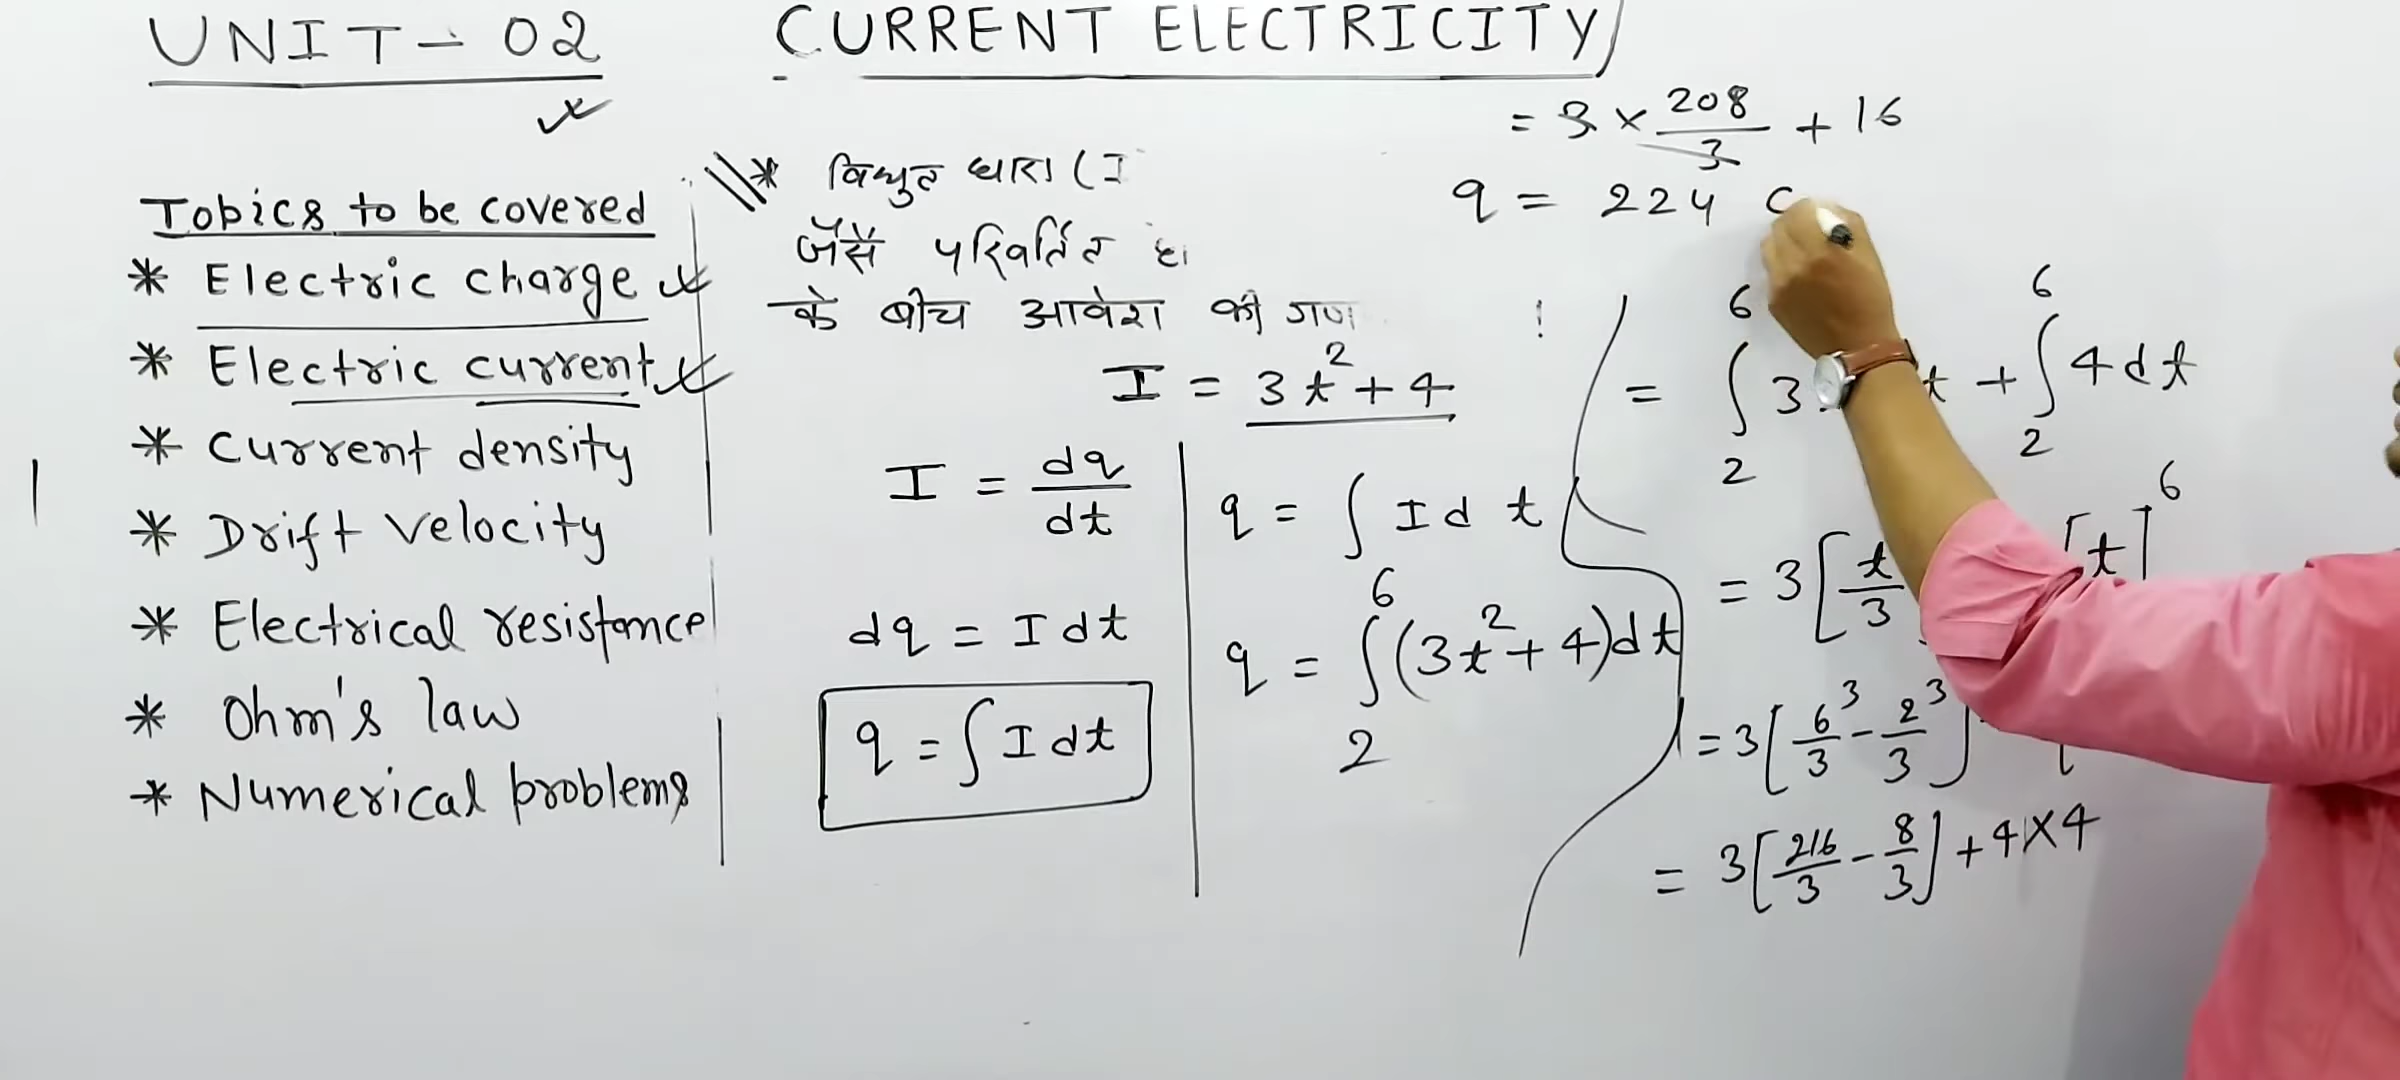 UNIT - 02
CURRENT ELECTRICITY
Topics to be covered
* Electric charge
* Electric current
* Current density
* Drift velocity
* Electrical resistance
* Ohm's law
* Numerical problems
* विद्युत धारा (I
जैसे परिवर्तित
के बीच आवेश की
I = 3t² + 4
I = dq/dt
dq = I dt
q = ∫ I dt
q = ∫ I d t
q = ∫₂⁶ (3t² + 4) dt
= ∫₂⁶ 3 t + ∫₂⁶ 4 dt
= 3 [t/3 [t]⁶
= 3 [6³/3 - 2³/3]
= 3 [216/3 - 8/3] + 4 × 4
= 3 × 208/3 + 16
q = 224 C